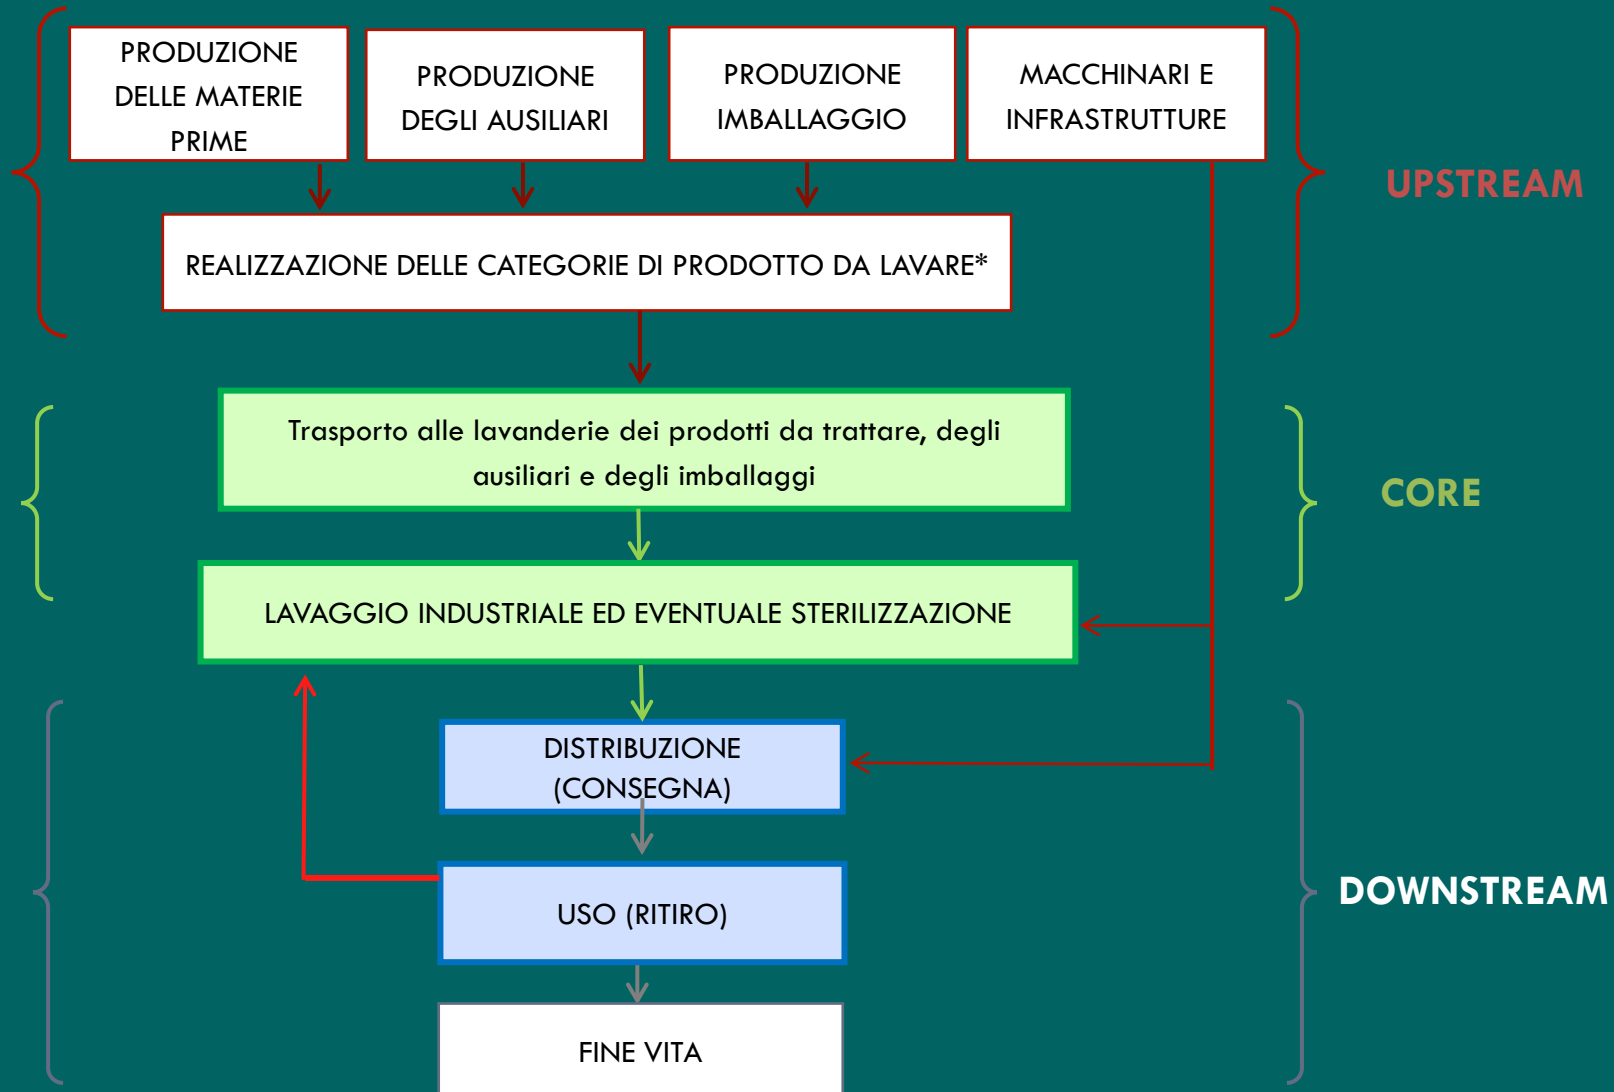 PRODUZIONE
DELLE MATERIE
PRIME
PRODUZIONE
DEGLI AUSILIARI
PRODUZIONE
IMBALLAGGIO
MACCHINARI E
INFRASTRUTTURE
UPSTREAM
REALIZZAZIONE DELLE CATEGORIE DI PRODOTTO DA LAVARE*
Trasporto alle lavanderie dei prodotti da trattare, degli
ausiliari e degli imballaggi
CORE
LAVAGGIO INDUSTRIALE ED EVENTUALE STERILIZZAZIONE
DISTRIBUZIONE
(CONSEGNA)
USO (RITIRO)
DOWNSTREAM
FINE VITA